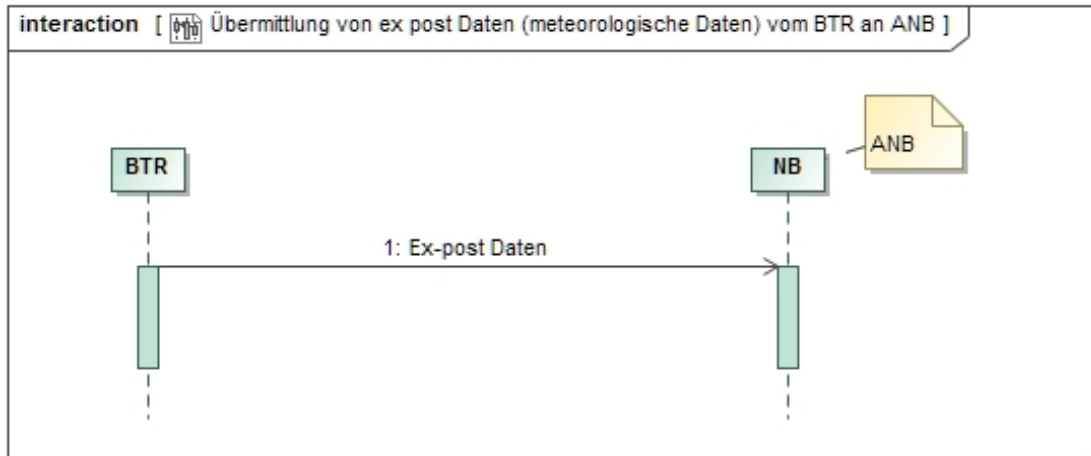 interaction [ Übermittlung von ex post Daten (meteorologische Daten) vom BTR an ANB ]
ANB
BTR
NB
1: Ex-post Daten